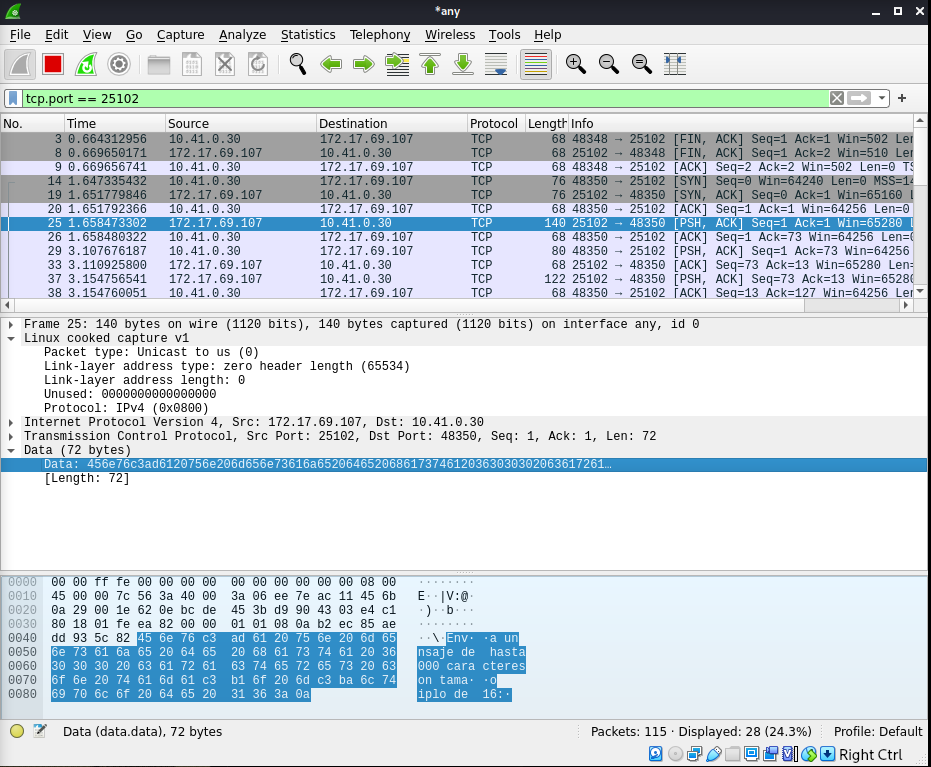 *any
File Edit View Go Capture Analyze Statistics Telephony Wireless Tools Help
tcp.port == 25102
No. Time Source Destination Protocol Length Info
3 0.664312956 10.41.0.30 172.17.69.107 TCP 68 48348 → 25102 [FIN, ACK] Seq=1 Ack=1 Win=502 Len
8 0.669650171 172.17.69.107 10.41.0.30 TCP 68 25102 → 48348 [FIN, ACK] Seq=1 Ack=2 Win=510 Len
9 0.669656741 10.41.0.30 172.17.69.107 TCP 68 48348 → 25102 [ACK] Seq=2 Ack=2 Win=502 Len=0 TS
14 1.647335432 10.41.0.30 172.17.69.107 TCP 76 48350 → 25102 [SYN] Seq=0 Win=64240 Len=0 MSS=14
19 1.651779846 172.17.69.107 10.41.0.30 TCP 76 25102 → 48350 [SYN, ACK] Seq=0 Ack=1 Win=65160 L
20 1.651792366 10.41.0.30 172.17.69.107 TCP 68 48350 → 25102 [ACK] Seq=1 Ack=1 Win=64256 Len=0
25 1.658473302 172.17.69.107 10.41.0.30 TCP 140 25102 → 48350 [PSH, ACK] Seq=1 Ack=1 Win=65280 L
26 1.658480322 10.41.0.30 172.17.69.107 TCP 68 48350 → 25102 [ACK] Seq=1 Ack=73 Win=64256 Len=0
29 3.107676187 10.41.0.30 172.17.69.107 TCP 80 48350 → 25102 [PSH, ACK] Seq=1 Ack=73 Win=64256
33 3.110925800 172.17.69.107 10.41.0.30 TCP 68 25102 → 48350 [ACK] Seq=73 Ack=13 Win=65280 Len=
37 3.154756541 172.17.69.107 10.41.0.30 TCP 122 25102 → 48350 [PSH, ACK] Seq=73 Ack=13 Win=65280
38 3.154760051 10.41.0.30 172.17.69.107 TCP 68 48350 → 25102 [ACK] Seq=13 Ack=127 Win=64256 Len
Frame 25: 140 bytes on wire (1120 bits), 140 bytes captured (1120 bits) on interface any, id 0
Linux cooked capture v1
Packet type: Unicast to us (0)
Link-layer address type: zero header length (65534)
Link-layer address length: 0
Unused: 0000000000000000
Protocol: IPv4 (0x0800)
Internet Protocol Version 4, Src: 172.17.69.107, Dst: 10.41.0.30
Transmission Control Protocol, Src Port: 25102, Dst Port: 48350, Seq: 1, Ack: 1, Len: 72
Data (72 bytes)
Data: 456e76c3ad6120756e206d656e73616a65206465206861737461203630303020636172 61…
[Length: 72]
0000 00 00 ff fe 00 00 00 00 00 00 00 00 00 00 08 00 ········
0010 45 00 00 7c 56 3a 40 00 3a 06 ee 7e ac 11 45 6b E··|V:@·
0020 0a 29 00 1e 62 0e bc de 45 3b d9 90 43 03 e4 c1 ·)··b···
0030 80 18 01 fe ea 82 00 00 01 01 08 0a b2 ec 85 ae ········
0040 dd 93 5c 82 45 6e 76 c3 ad 61 20 75 6e 20 6d 65 ··\·Env· ·a un
0050 6e 73 61 6a 65 20 64 65 20 68 61 73 74 61 20 36 nsaje de hasta
0060 30 30 30 20 63 61 72 61 63 74 65 72 65 73 20 63 000 cara cteres
0070 6f 6e 20 74 61 6d 61 c3 b1 6f 20 6d c3 ba 6c 74 on tama· ·o
0080 69 70 6c 6f 20 64 65 20 31 36 3a 0a iplo de 16:·
Data (data.data), 72 bytes Packets: 115 · Displayed: 28 (24.3%) Profile: Default
Right Ctrl